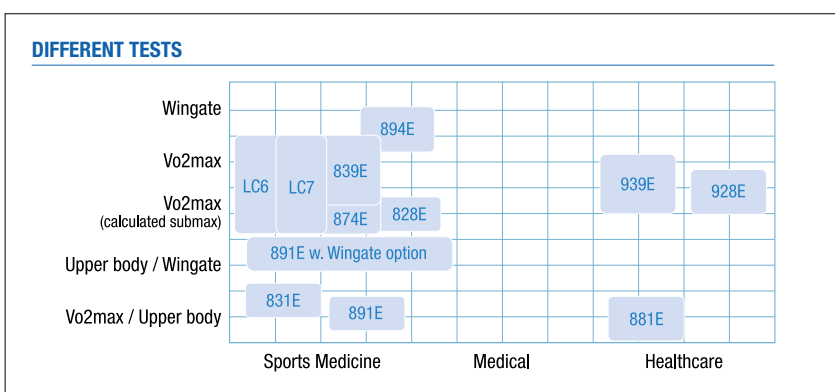 DIFFERENT TESTS
Wingate
894E
Vo2max
839E
LC6
LC7
939E
928E
Vo2max
(calculated submax)
874E
828E
891E w. Wingate option
Upper body / Wingate
831E
891E
881E
Vo2max / Upper body
Sports Medicine
Medical
Healthcare